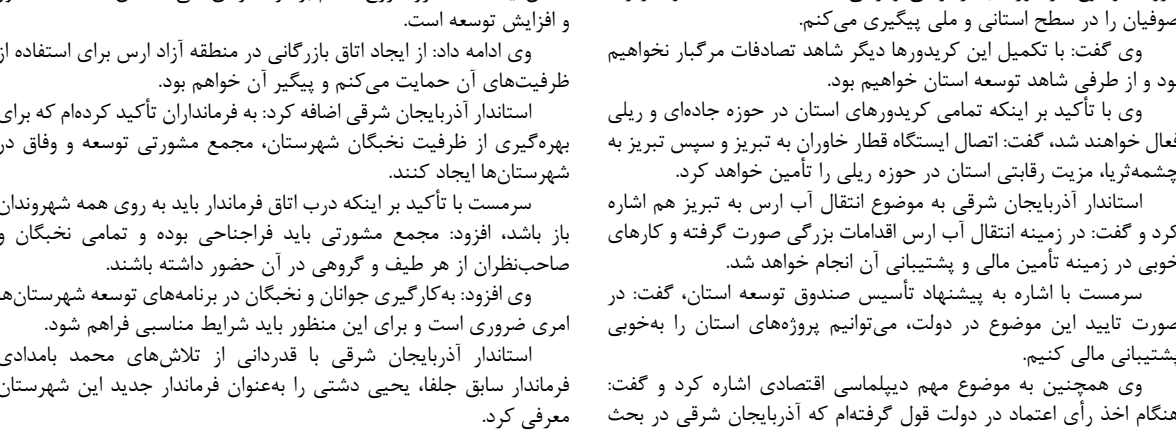 صوفیان را در سطح استانی و ملی پیگیری می‌کنم.
وی گفت: با تکمیل این کریدورها دیگر شاهد تصادفات مرگبار نخواهیم
بود و از طرفی شاهد توسعه استان خواهیم بود.
وی با تأکید بر اینکه تمامی کریدورهای استان در حوزه جاده‌ای و ریلی
فعال خواهند شد، گفت: اتصال ایستگاه قطار خاوران به تبریز و سپس تبریز به
چشمه‌ثریا، مزیت رقابتی استان در حوزه ریلی را تأمین خواهد کرد.
استاندار آذربایجان شرقی به موضوع انتقال آب ارس به تبریز هم اشاره
کرد و گفت: در زمینه انتقال آب ارس اقدامات بزرگی صورت گرفته و کارهای
خوبی در زمینه تأمین مالی و پشتیبانی آن انجام خواهد شد.
سرمست با اشاره به پیشنهاد تأسیس صندوق توسعه استان، گفت: در
صورت تایید این موضوع در دولت، می‌توانیم پروژه‌های استان را به‌خوبی
پشتیبانی مالی کنیم.
وی همچنین به موضوع مهم دیپلماسی اقتصادی اشاره کرد و گفت:
هنگام اخذ رأی اعتماد در دولت قول گرفته‌ام که آذربایجان شرقی در بحث
و افزایش توسعه است.
وی ادامه داد: از ایجاد اتاق بازرگانی در منطقه آزاد ارس برای استفاده از
ظرفیت‌های آن حمایت می‌کنم و پیگیر آن خواهم بود.
استاندار آذربایجان شرقی اضافه کرد: به فرمانداران تأکید کرده‌ام که برای
بهره‌گیری از ظرفیت نخبگان شهرستان، مجمع مشورتی توسعه و وفاق در
شهرستان‌ها ایجاد کنند.
سرمست با تأکید بر اینکه درب اتاق فرماندار باید به روی همه شهروندان
باز باشد، افزود: مجمع مشورتی باید فراجناحی بوده و تمامی نخبگان و
صاحب‌نظران از هر طیف و گروهی در آن حضور داشته باشند.
وی افزود: به‌کارگیری جوانان و نخبگان در برنامه‌های توسعه شهرستان‌ها
امری ضروری است و برای این منظور باید شرایط مناسبی فراهم شود.
استاندار آذربایجان شرقی با قدردانی از تلاش‌های محمد بامدادی
فرماندار سابق جلفا، یحیی دشتی را به‌عنوان فرماندار جدید این شهرستان
معرفی کرد.